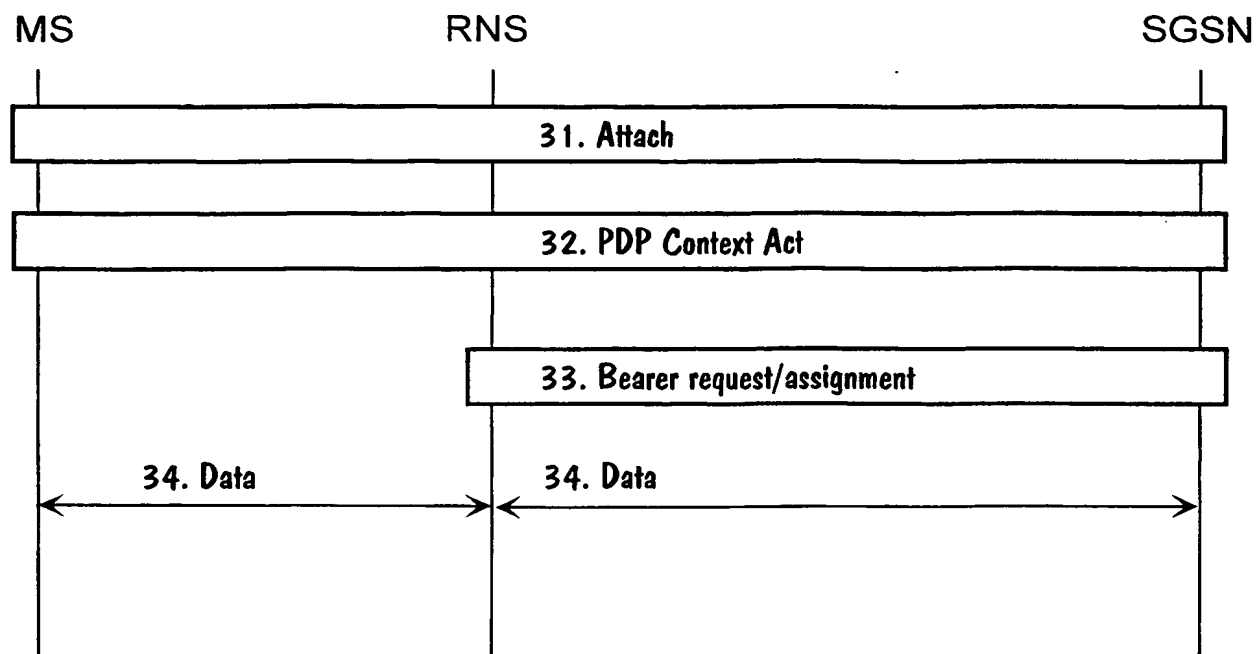 MS RNS SGSN
31. Attach
32. PDP Context Act
33. Bearer request/assignment
34. Data 34. Data